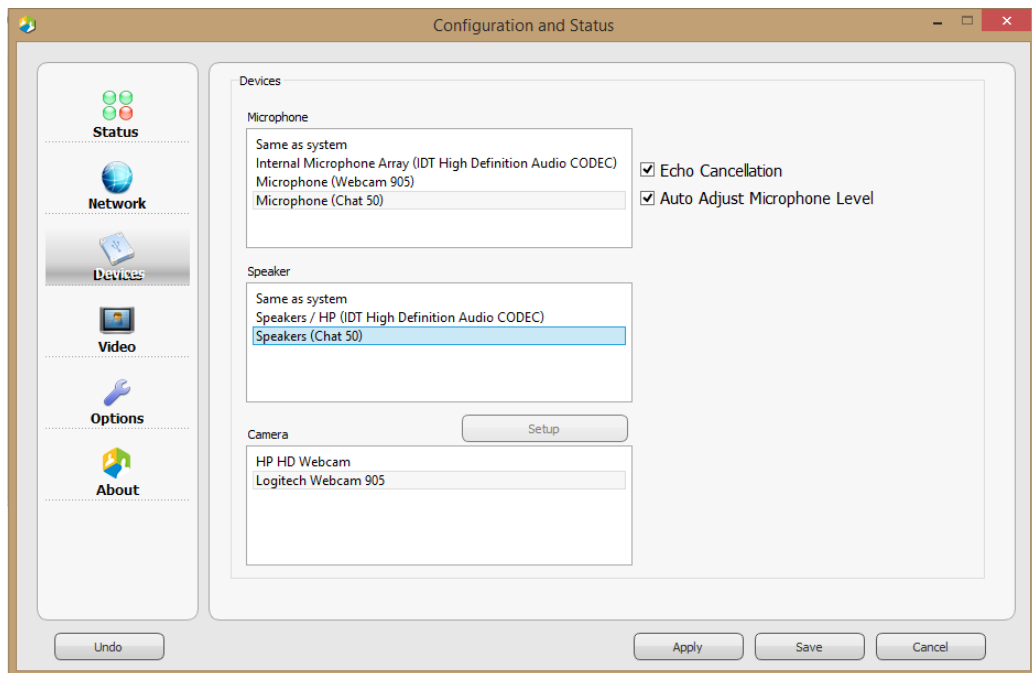 Configuration and Status
Status
Network
Devices
Video
Options
About
Devices
Microphone
Same as system
Internal Microphone Array (IDT High Definition Audio CODEC)
Microphone (Webcam 905)
Microphone (Chat 50)
Echo Cancellation
Auto Adjust Microphone Level
Speaker
Same as system
Speakers / HP (IDT High Definition Audio CODEC)
Speakers (Chat 50)
Setup
Camera
HP HD Webcam
Logitech Webcam 905
Undo
Apply
Save
Cancel